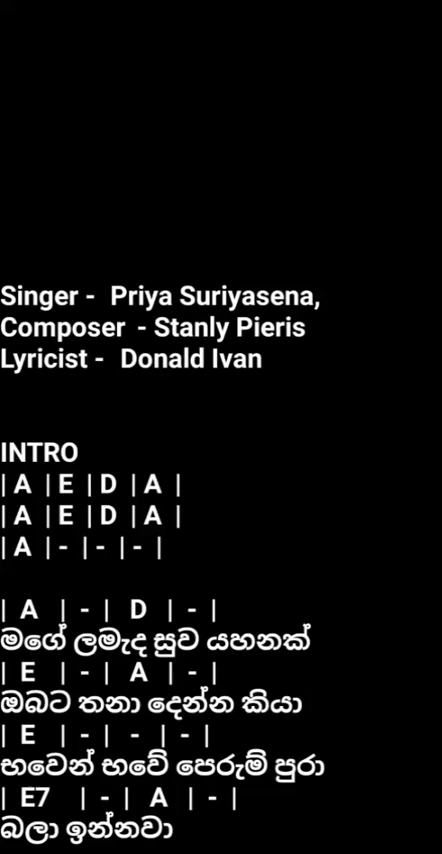 Singer -  Priya Suriyasena,
Composer  - Stanly Pieris
Lyricist -  Donald Ivan
INTRO
| A  | E  | D  | A  |
| A  | E  | D  | A  |
| A  | -  | -  | -  |
|  A   |  -  |   D   |  -  |
මගේ ලමැද සුව යහනක්
|  E   |  -  |   A   |  -  |
ඔබට තනා දෙන්න කියා
|  E   |  -  |   -   |  -  |
භවෙන් භවේ පෙරුම් පුරා
|  E7    |  -  |   A   |  -  |
බලා ඉන්නවා